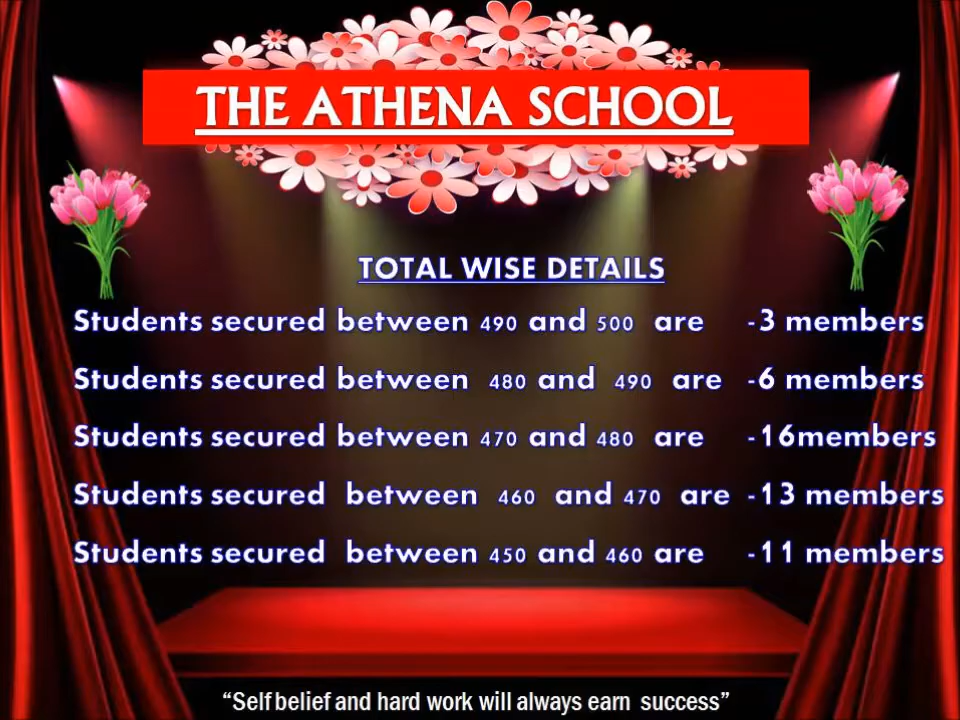 THE ATHENA SCHOOL
TOTAL WISE DETAILS
Students secured between 490 and 500 are -3 members
Students secured between 480 and 490 are -6 members
Students secured between 470 and 480 are -16members
Students secured between 460 and 470 are -13 members
Students secured between 450 and 460 are -11 members
“Self belief and hard work will always earn success”